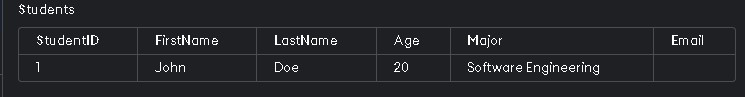 Students
StudentID FirstName LastName Age Major Email
1 John Doe 20 Software Engineering